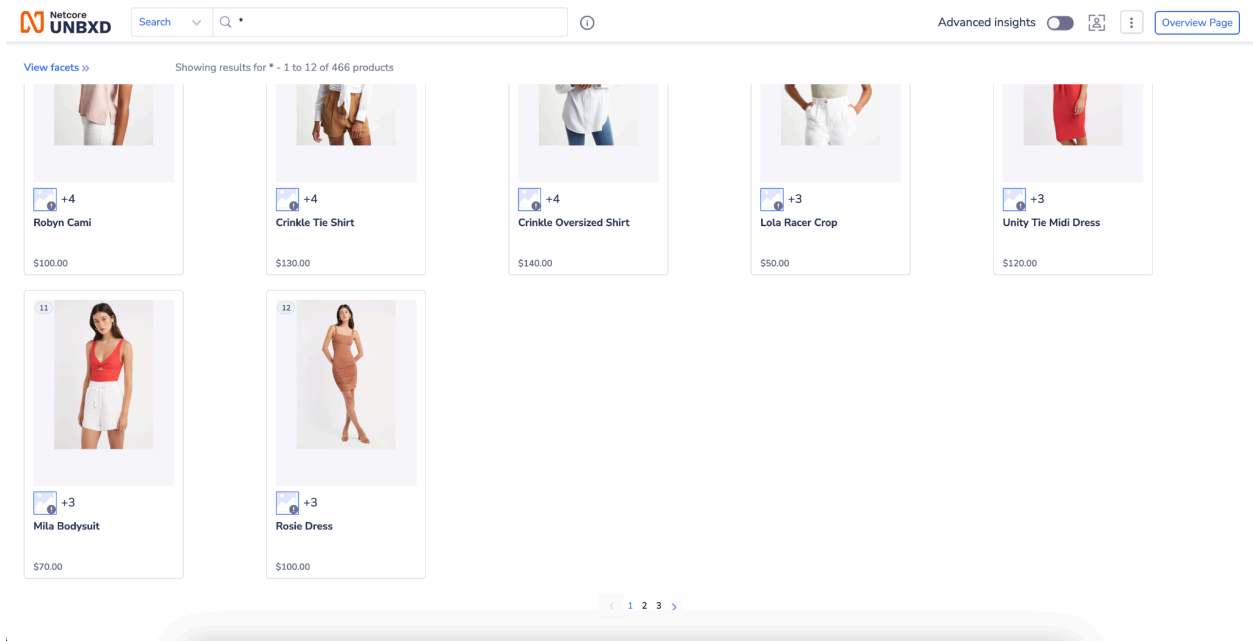 Netcore
UNBXD
Search
*
Advanced insights
Overview Page
View facets »
Showing results for * - 1 to 12 of 466 products
+4
Robyn Cami
$100.00
+4
Crinkle Tie Shirt
$130.00
+4
Crinkle Oversized Shirt
$140.00
+3
Lola Racer Crop
$50.00
+3
Unity Tie Midi Dress
$120.00
11
+3
Mila Bodysuit
$70.00
12
+3
Rosie Dress
$100.00
1 2 3